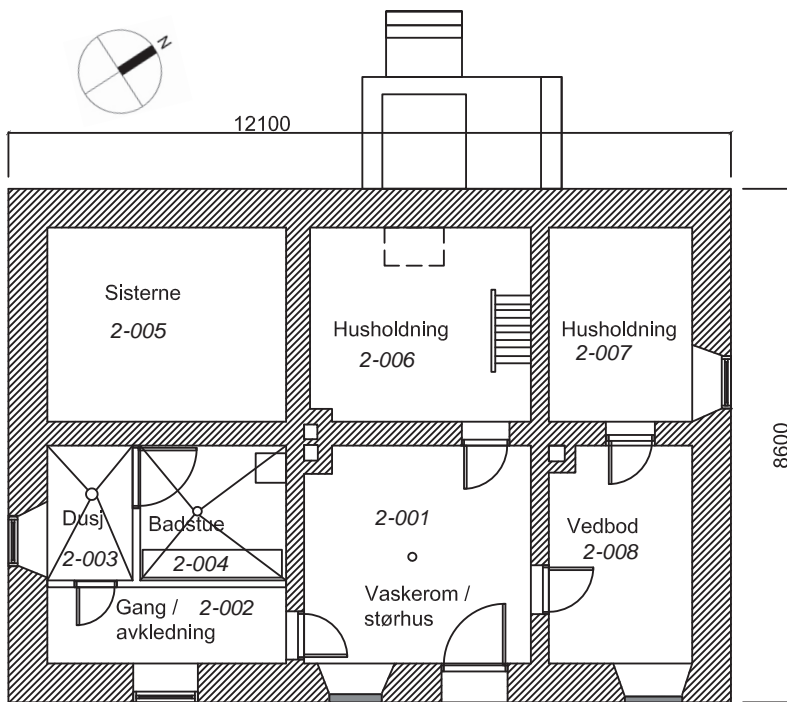 N
12100
Sisterne
2-005
Husholdning
2-006
Husholdning
2-007
8600
Dusj
2-003
Badstue
2-004
2-001
Vaskerom /
størhus
Vedbod
2-008
Gang / 2-002
avkledning